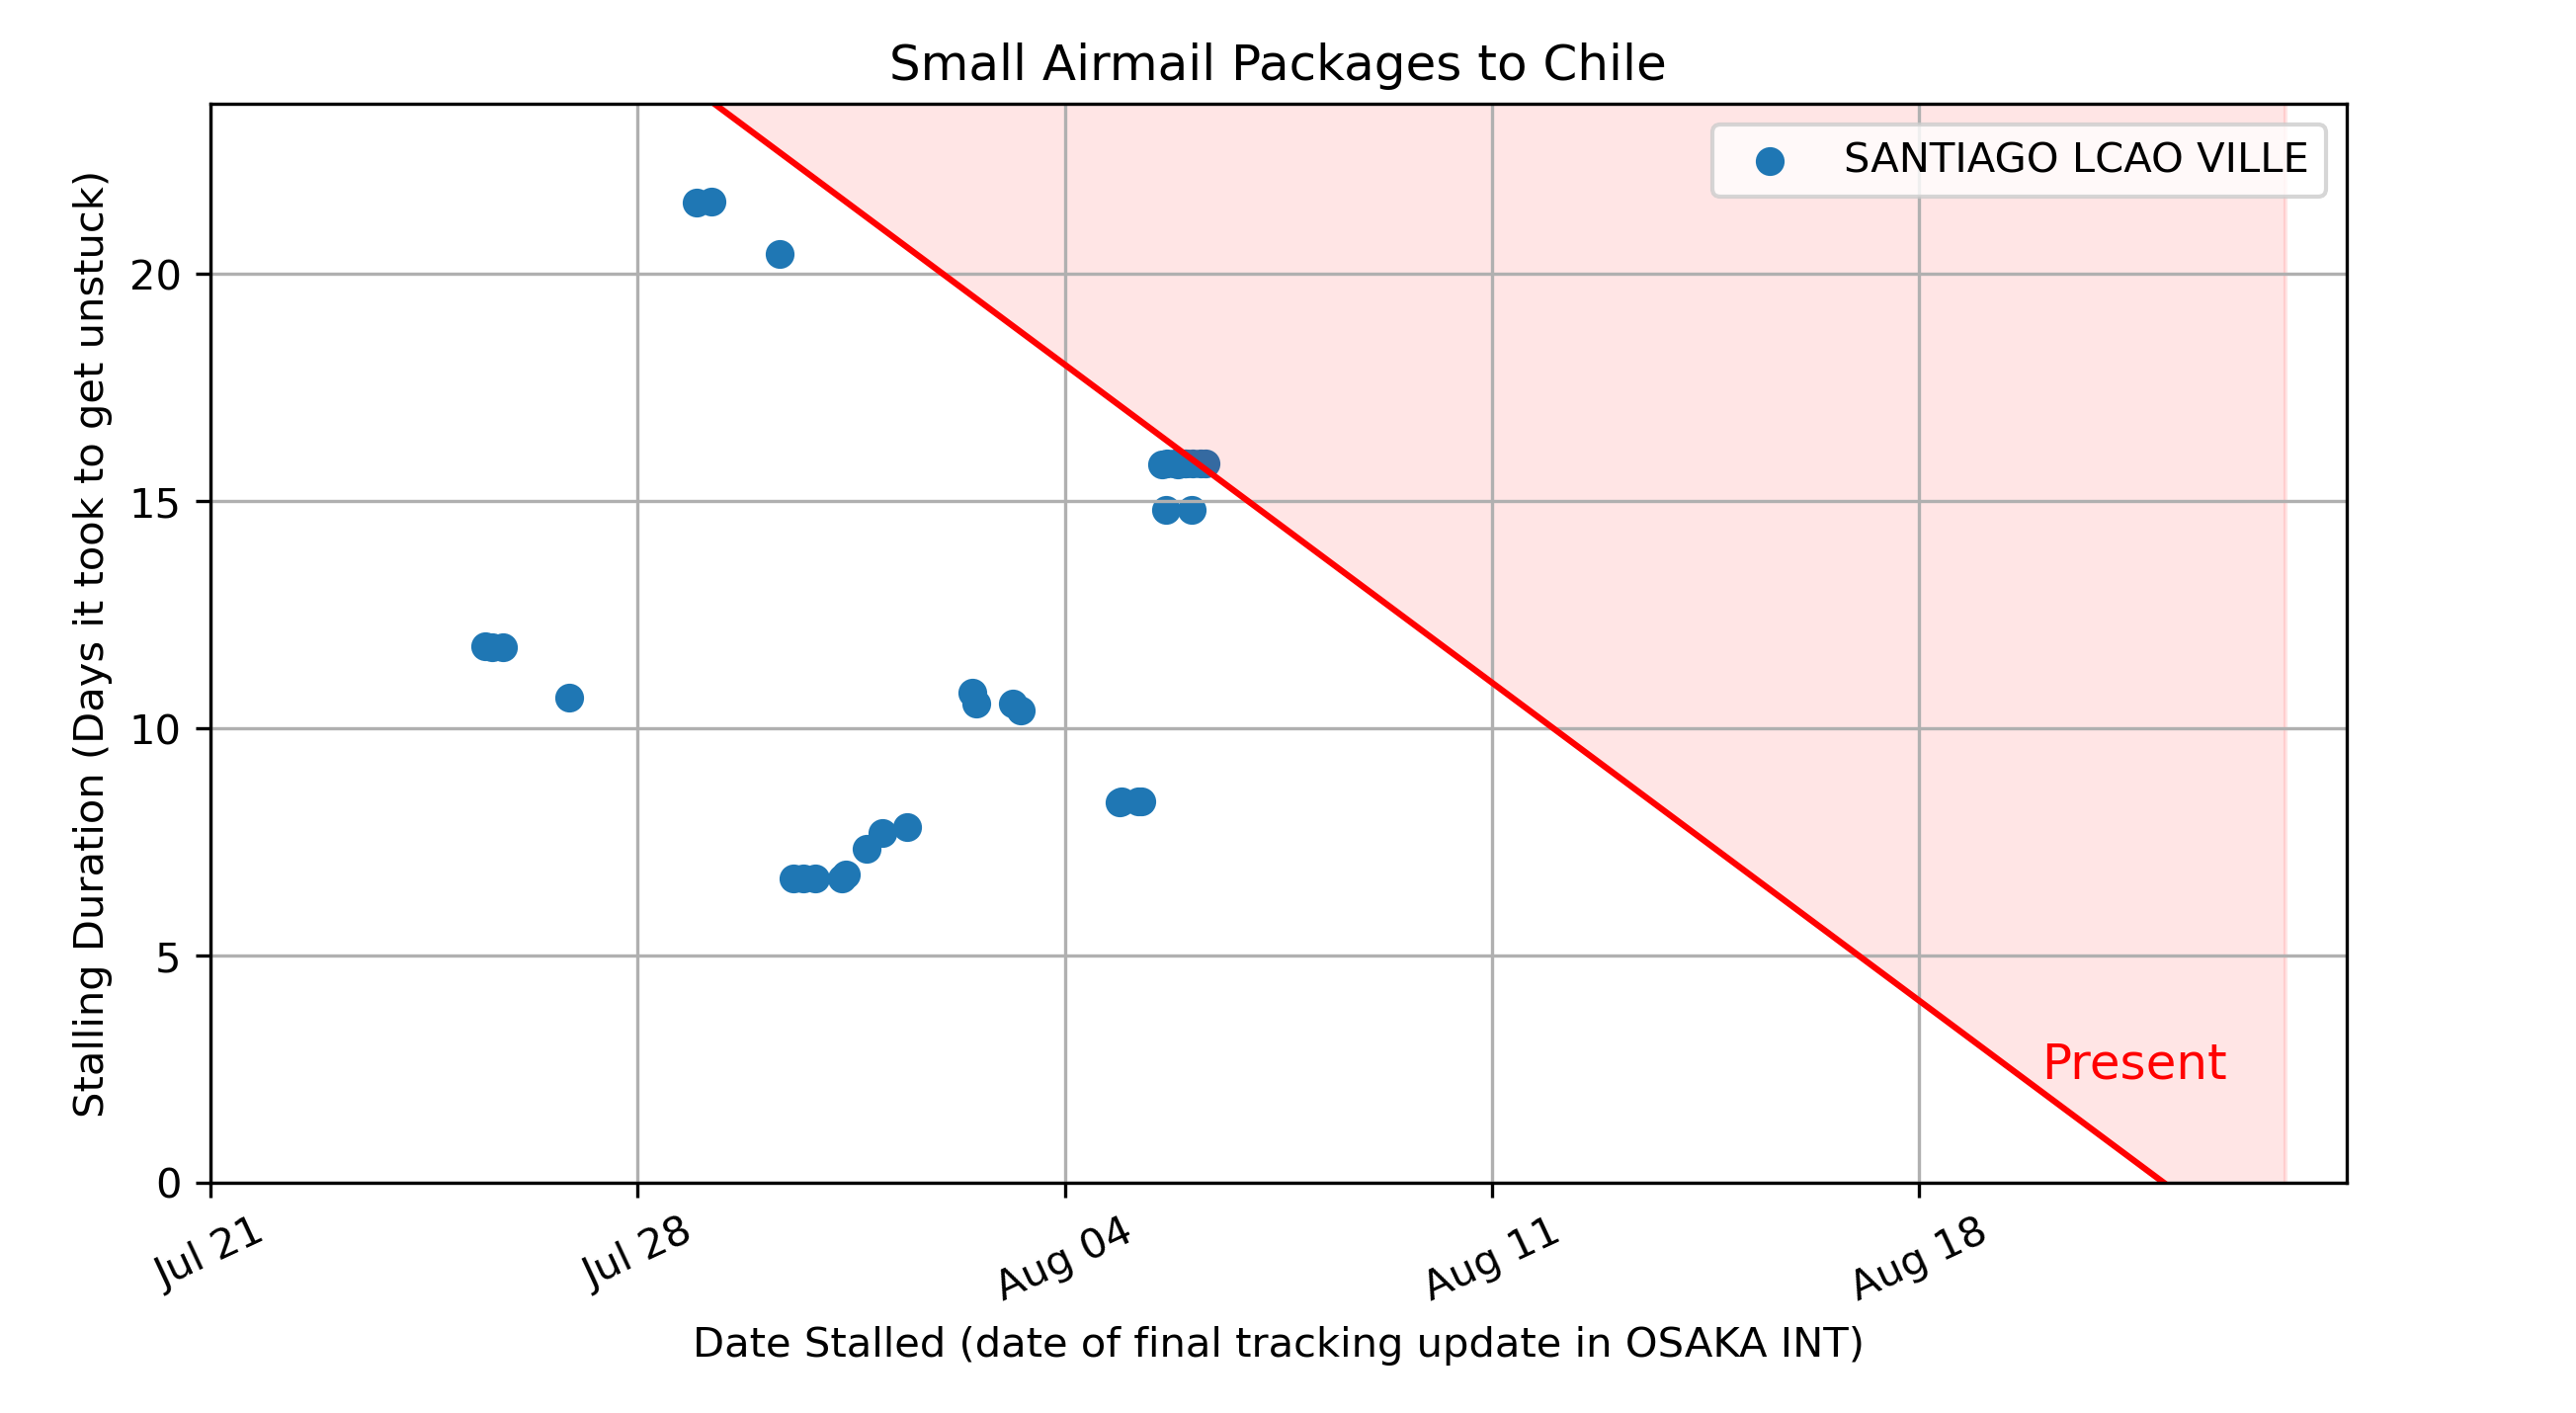 Small Airmail Packages to Chile
SANTIAGO LCAO VILLE
Stalling Duration (Days it took to get unstuck)
20
15
10
5
0
Present
Jul 21
Jul 28
Aug 04
Aug 11
Aug 18
Date Stalled (date of final tracking update in OSAKA INT)